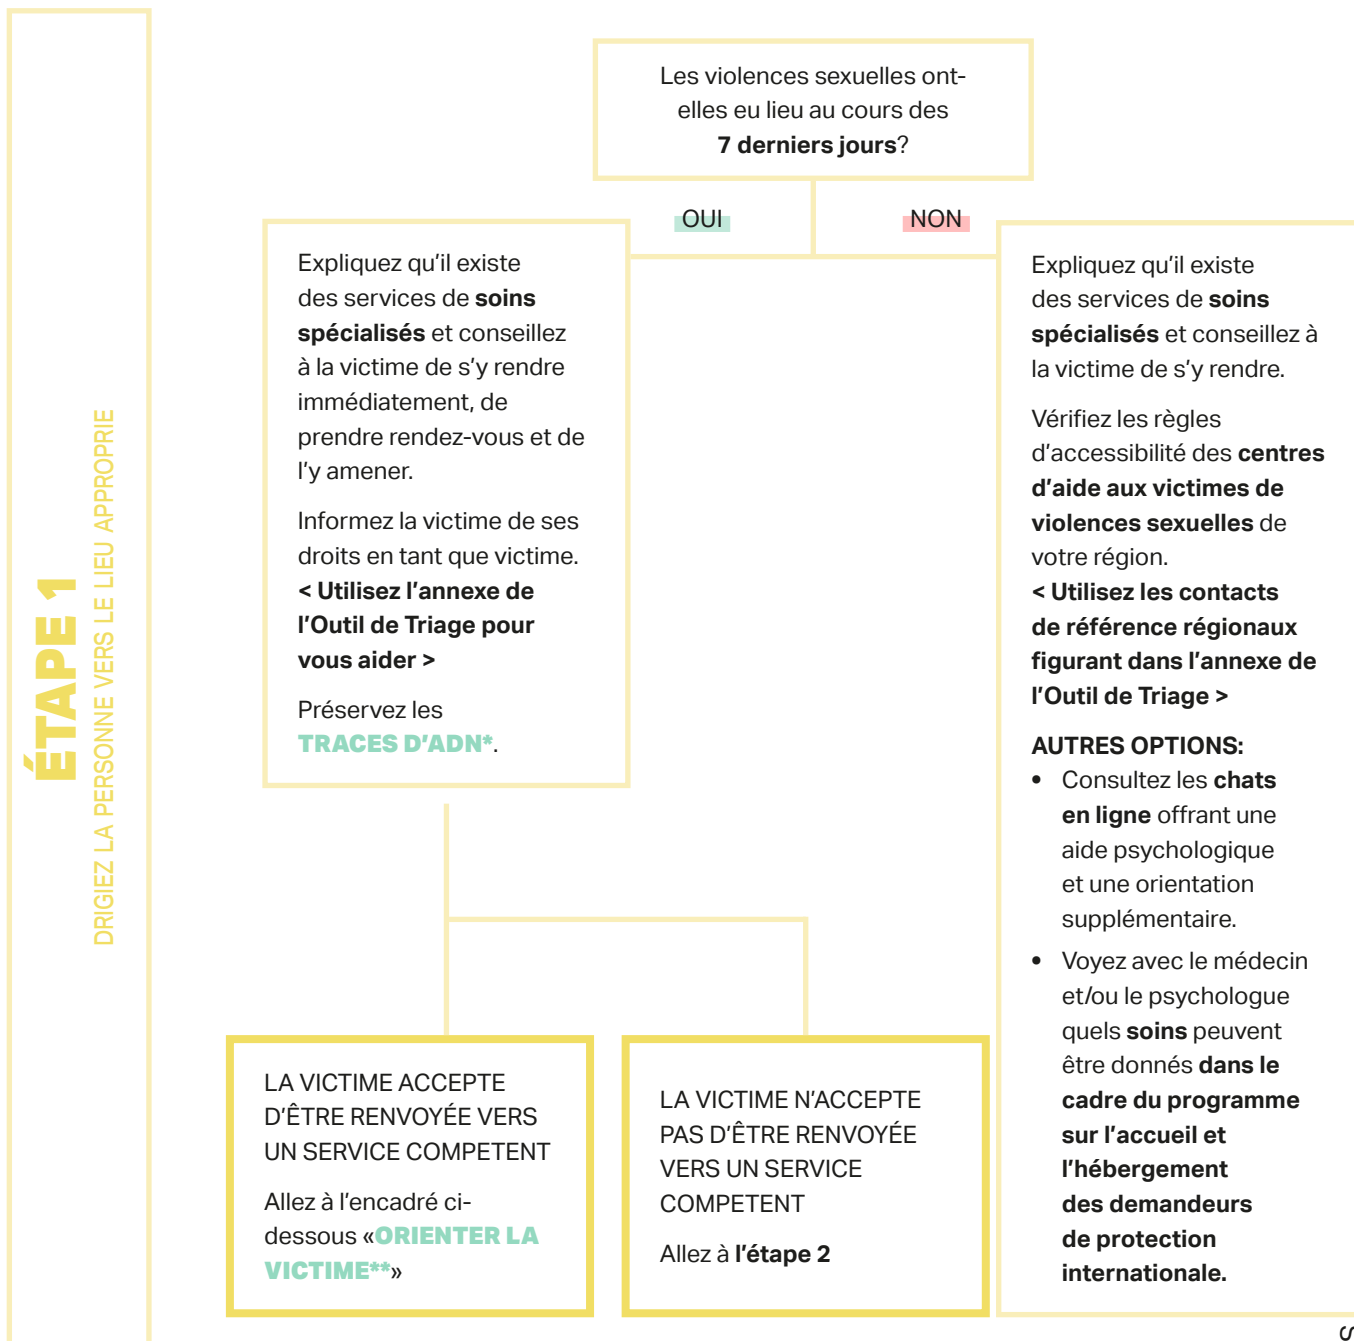 ÉTAPE 1
DRIGIEZ LA PERSONNE VERS LE LIEU APPROPRIE
Les violences sexuelles ont-
elles eu lieu au cours des
7 derniers jours?
OUI
NON
Expliquez qu'il existe
des services de soins
spécialisés et conseillez
à la victime de s'y rendre
immédiatement, de
prendre rendez-vous et de
l'y amener.
Informez la victime de ses
droits en tant que victime.
< Utilisez l'annexe de
l'Outil de Triage pour
vous aider >
Préservez les
TRACES D'ADN*.
Expliquez qu'il existe
des services de soins
spécialisés et conseillez à
la victime de s'y rendre.
Vérifiez les règles
d'accessibilité des centres
d'aide aux victimes de
violences sexuelles de
votre région.
< Utilisez les contacts
de référence régionaux
figurant dans l'annexe de
l'Outil de Triage >
AUTRES OPTIONS:
• Consultez les chats
en ligne offrant une
aide psychologique
et une orientation
supplémentaire.
• Voyez avec le médecin
et/ou le psychologue
quels soins peuvent
être donnés dans le
cadre du programme
sur l'accueil et
l'hébergement
des demandeurs
de protection
internationale.
LA VICTIME ACCEPTE
D'ÊTRE RENVOYÉE VERS
UN SERVICE COMPETENT
Allez à l'encadré ci-
dessous «ORIENTER LA
VICTIME**»
LA VICTIME N'ACCEPTE
PAS D'ÊTRE RENVOYÉE
VERS UN SERVICE
COMPETENT
Allez à l'étape 2